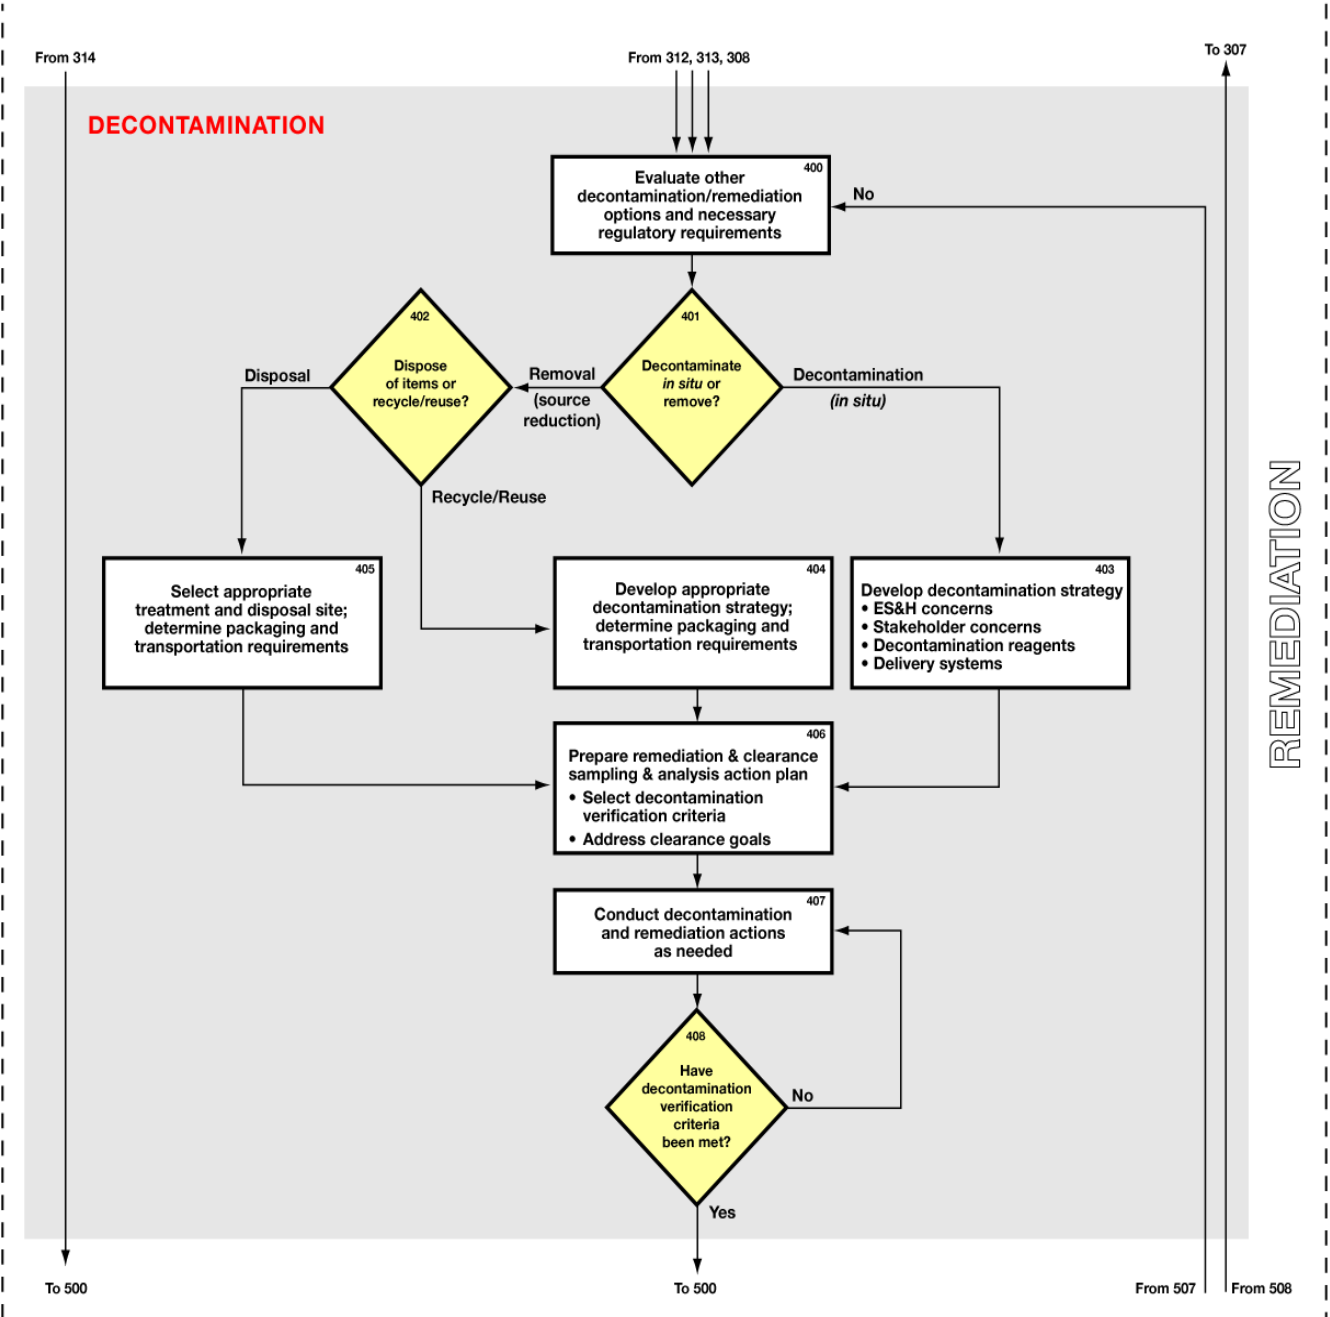 From 314
From 312, 313, 308
To 307
DECONTAMINATION
400
Evaluate other
decontamination/remediation
options and necessary
regulatory requirements
No
402
Dispose
of items or
recycle/reuse?
401
Decontaminate
in situ or
remove?
Disposal
Removal
(source
reduction)
Decontamination
(in situ)
Recycle/Reuse
405
Select appropriate
treatment and disposal site;
determine packaging and
transportation requirements
404
Develop appropriate
decontamination strategy;
determine packaging and
transportation requirements
403
Develop decontamination strategy
• ES&H concerns
• Stakeholder concerns
• Decontamination reagents
• Delivery systems
REMEDIATION
406
Prepare remediation & clearance
sampling & analysis action plan
• Select decontamination
verification criteria
• Address clearance goals
407
Conduct decontamination
and remediation actions
as needed
408
Have
decontamination
verification
criteria
been met?
No
Yes
To 500
To 500
From 507
From 508